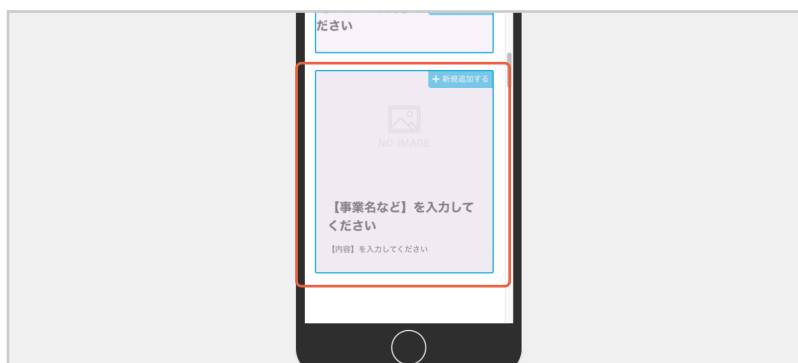 ださい
+ 新規追加する
NO IMAGE
【事業名など】を入力して
ください
【内容】を入力してください